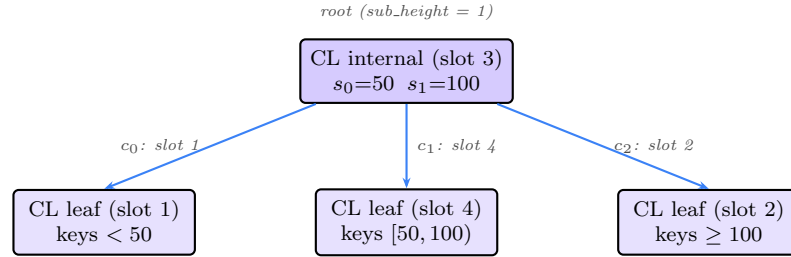 root (sub_height = 1)
CL internal (slot 3)
s₀=50 s₁=100
c₀: slot 1
c₁: slot 4
c₂: slot 2
CL leaf (slot 1)
keys < 50
CL leaf (slot 4)
keys [50, 100)
CL leaf (slot 2)
keys ≥ 100